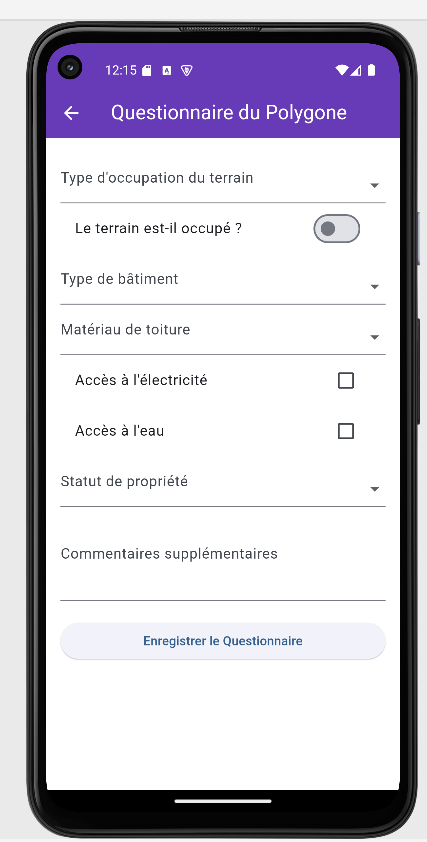 12:15
Questionnaire du Polygone
Type d'occupation du terrain
Le terrain est-il occupé ?
Type de bâtiment
Matériau de toiture
Accès à l'électricité
Accès à l'eau
Statut de propriété
Commentaires supplémentaires
Enregistrer le Questionnaire